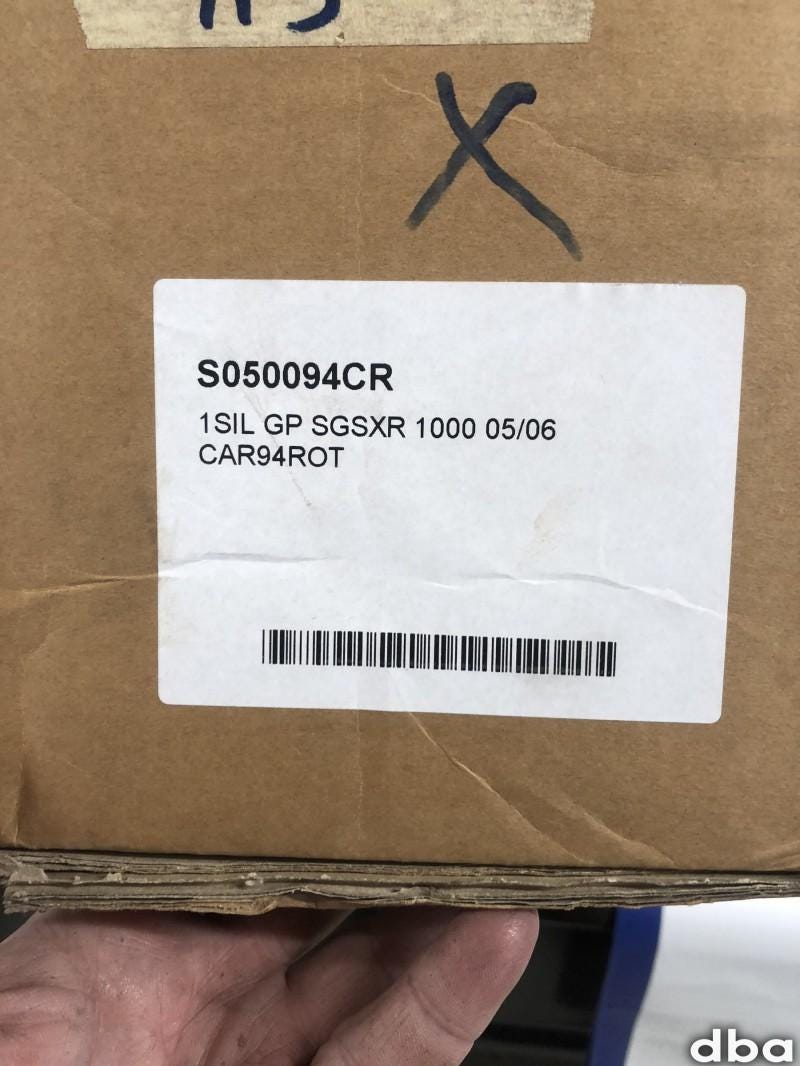 X
S050094CR
1SIL GP SGSXR 1000 05/06
CAR94ROT
dba